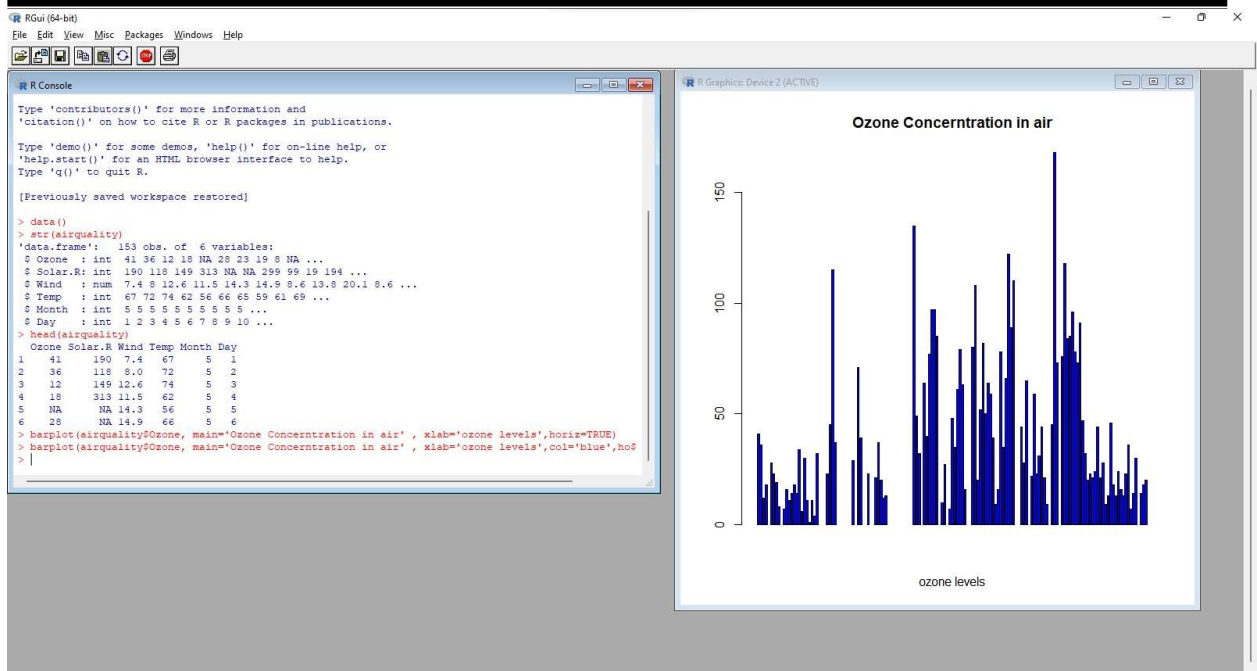 RGui (64-bit)
File Edit View Misc Packages Windows Help
STOP
R Console
Type 'contributors()' for more information and
'citation()' on how to cite R or R packages in publications.
Type 'demo()' for some demos, 'help()' for on-line help, or
'help.start()' for an HTML browser interface to help.
Type 'q()' to quit R.
[Previously saved workspace restored]
> data()
> str(airquality)
'data.frame':   153 obs. of  6 variables:
 $ Ozone  : int  41 36 12 18 NA 28 23 19 8 NA ...
 $ Solar.R: int  190 118 149 313 NA NA 299 99 19 194 ...
 $ Wind   : num  7.4 8 12.6 11.5 14.3 14.9 8.6 13.8 20.1 8.6 ...
 $ Temp   : int  67 72 74 62 56 66 65 59 61 69 ...
 $ Month  : int  5 5 5 5 5 5 5 5 5 5 ...
 $ Day    : int  1 2 3 4 5 6 7 8 9 10 ...
> head(airquality)
  Ozone Solar.R Wind Temp Month Day
1    41     190  7.4   67     5   1
2    36     118  8.0   72     5   2
3    12     149 12.6   74     5   3
4    18     313 11.5   62     5   4
5    NA      NA 14.3   56     5   5
6    28      NA 14.9   66     5   6
> barplot(airquality$Ozone, main='Ozone Concerntration in air' , xlab='ozone levels',horiz=TRUE)
> barplot(airquality$Ozone, main='Ozone Concerntration in air' , xlab='ozone levels',col='blue',ho$
>
R Graphics: Device 2 (ACTIVE)
Ozone Concerntration in air
150
100
50
0
ozone levels